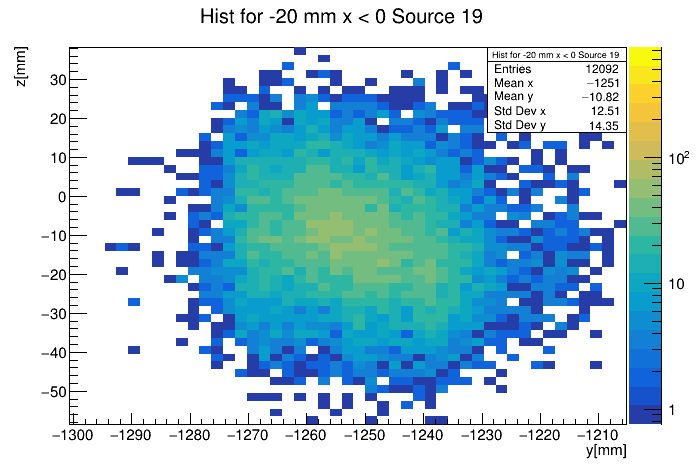 Hist for -20 mm x < 0 Source 19
z[mm]
Hist for -20 mm x < 0 Source 19
Entries 12092
Mean x −1251
Mean y −10.82
Std Dev x 12.51
Std Dev y 14.35
30
20
10
0
−10
−20
−30
−40
−50
10²
10
1
−1300 −1290 −1280 −1270 −1260 −1250 −1240 −1230 −1220 −1210
y[mm]